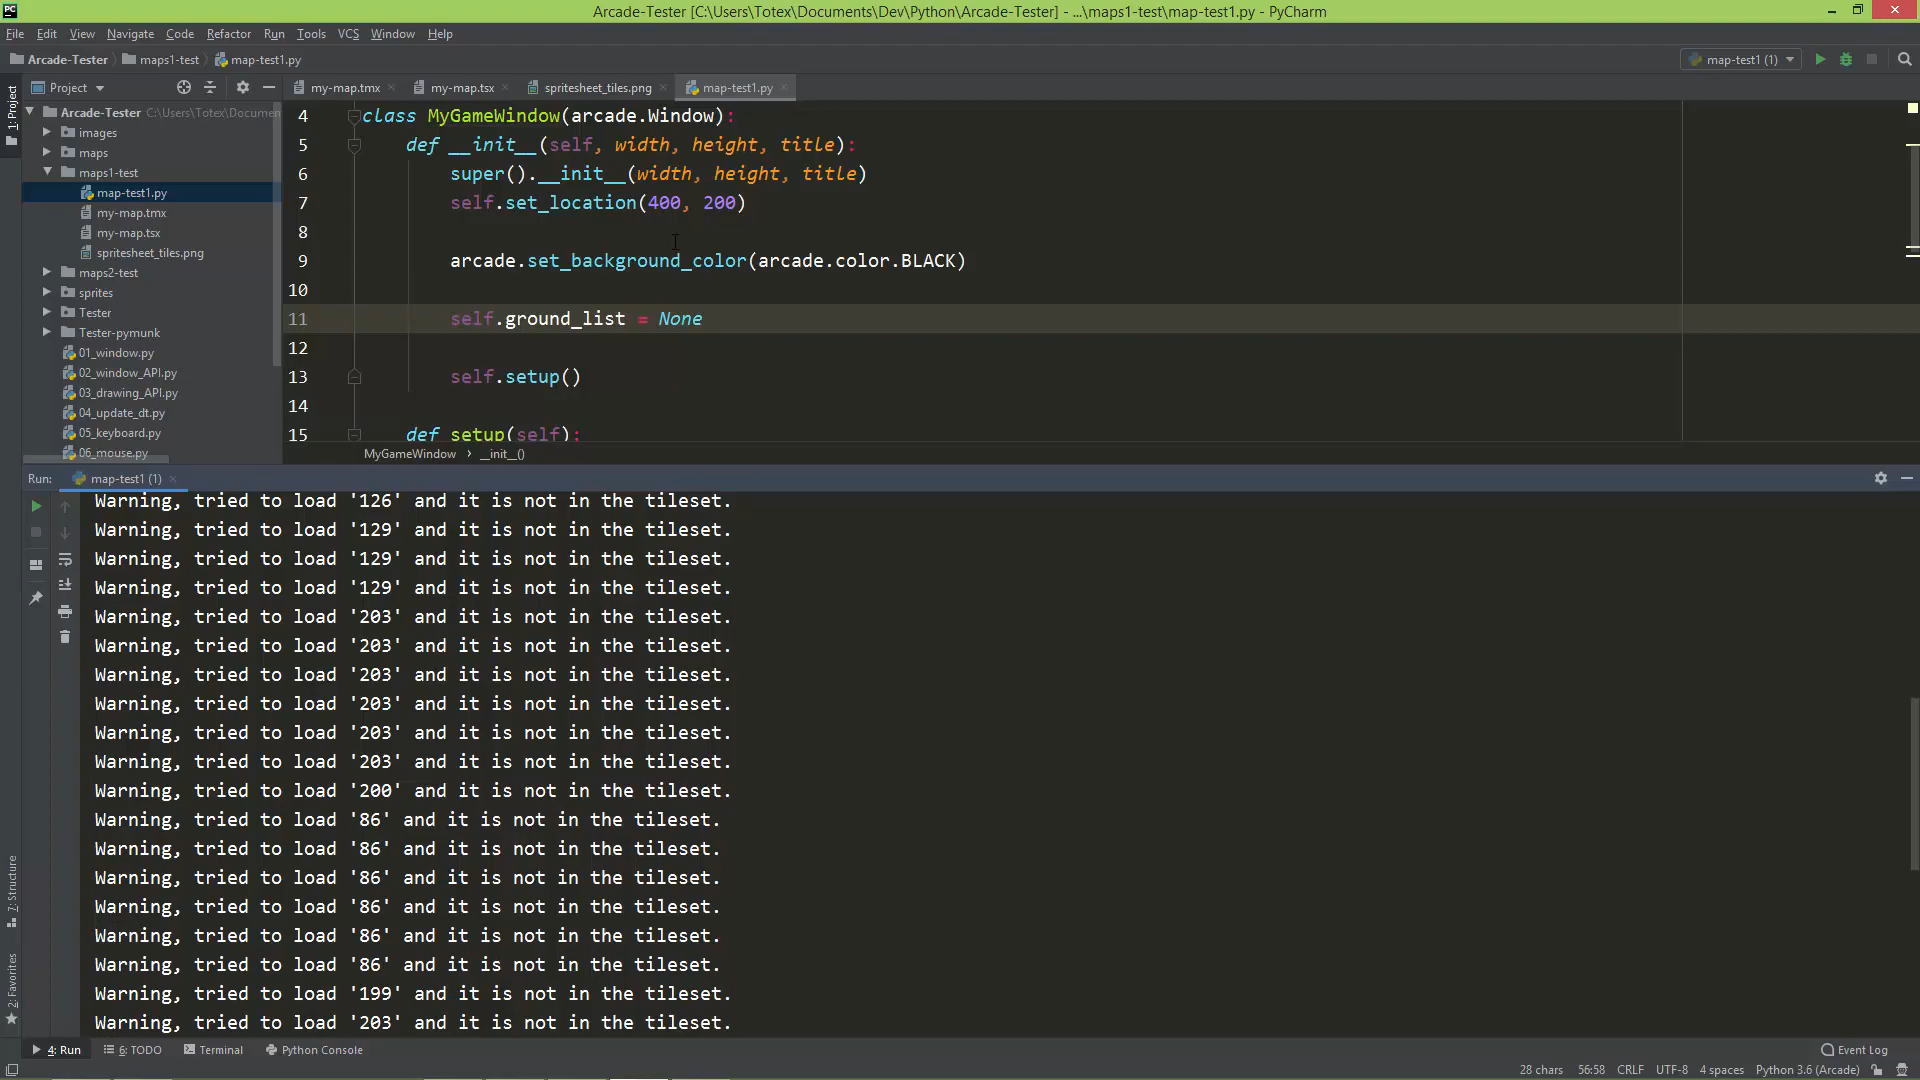 PC
Arcade-Tester [C:\Users\Totex\Documents\Dev\Python\Arcade-Tester] - ...\maps1-test\map-test1.py - PyCharm
File Edit View Navigate Code Refactor Run Tools VCS Window Help
Arcade-Tester maps1-test map-test1.py
map-test1 (1)
Project
my-map.tmx
my-map.tsx
spritesheet_tiles.png
map-test1.py
1: Project
Arcade-Tester C:\Users\Totex\Documen
images
maps
maps1-test
map-test1.py
my-map.tmx
my-map.tsx
spritesheet_tiles.png
maps2-test
sprites
Tester
Tester-pymunk
01_window.py
02_window_API.py
03_drawing_API.py
04_update_dt.py
05_keyboard.py
06_mouse.py
4 class MyGameWindow(arcade.Window):
5 def __init__(self, width, height, title):
6 super().__init__(width, height, title)
7 self.set_location(400, 200)
8
9 arcade.set_background_color(arcade.color.BLACK)
10
11 self.ground_list = None
12
13 self.setup()
14
15 def setup(self):
MyGameWindow › __init__()
Run: map-test1 (1)
Warning, tried to load '126' and it is not in the tileset.
Warning, tried to load '129' and it is not in the tileset.
Warning, tried to load '129' and it is not in the tileset.
Warning, tried to load '129' and it is not in the tileset.
Warning, tried to load '203' and it is not in the tileset.
Warning, tried to load '203' and it is not in the tileset.
Warning, tried to load '203' and it is not in the tileset.
Warning, tried to load '203' and it is not in the tileset.
Warning, tried to load '203' and it is not in the tileset.
Warning, tried to load '203' and it is not in the tileset.
Warning, tried to load '200' and it is not in the tileset.
Warning, tried to load '86' and it is not in the tileset.
Warning, tried to load '86' and it is not in the tileset.
Warning, tried to load '86' and it is not in the tileset.
Warning, tried to load '86' and it is not in the tileset.
Warning, tried to load '86' and it is not in the tileset.
Warning, tried to load '86' and it is not in the tileset.
Warning, tried to load '199' and it is not in the tileset.
Warning, tried to load '203' and it is not in the tileset.
7: Structure
2: Favorites
4: Run 6: TODO Terminal Python Console Event Log
28 chars 56:58 CRLF UTF-8 4 spaces Python 3.6 (Arcade)